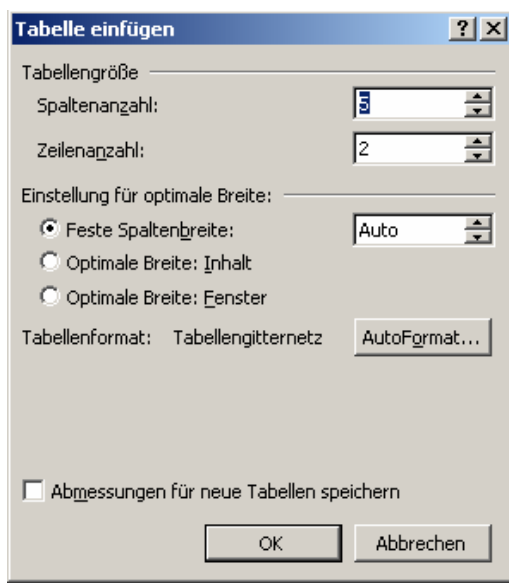 Tabelle einfügen
Tabellengröße
Spaltenanzahl: 5
Zeilenanzahl: 2
Einstellung für optimale Breite:
Feste Spaltenbreite: Auto
Optimale Breite: Inhalt
Optimale Breite: Fenster
Tabellenformat: Tabellengitternetz AutoFormat...
Abmessungen für neue Tabellen speichern
OK Abbrechen